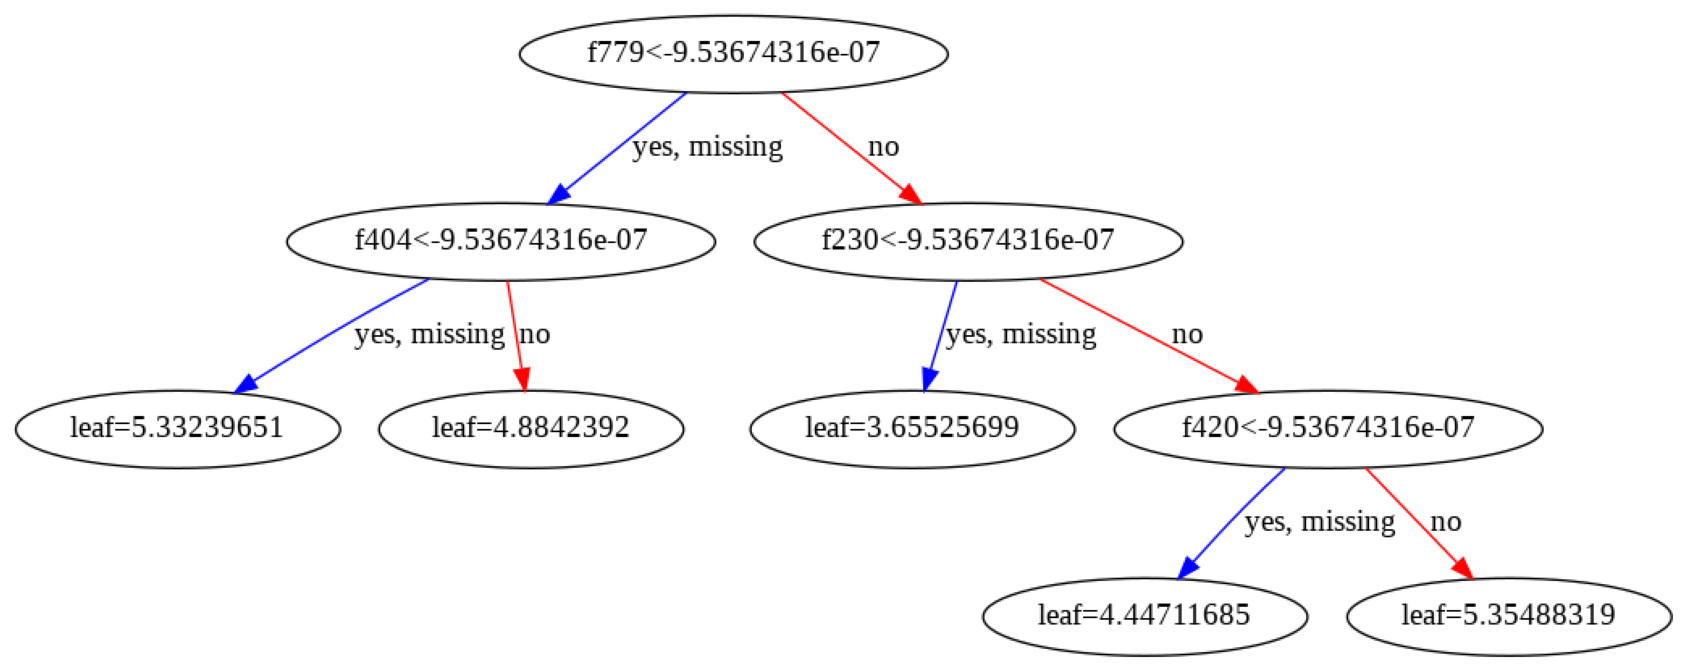 f779<-9.53674316e-07
yes, missing
no
f404<-9.53674316e-07
f230<-9.53674316e-07
yes, missing
no
yes, missing
no
leaf=5.33239651
leaf=4.8842392
leaf=3.65525699
f420<-9.53674316e-07
yes, missing
no
leaf=4.44711685
leaf=5.35488319